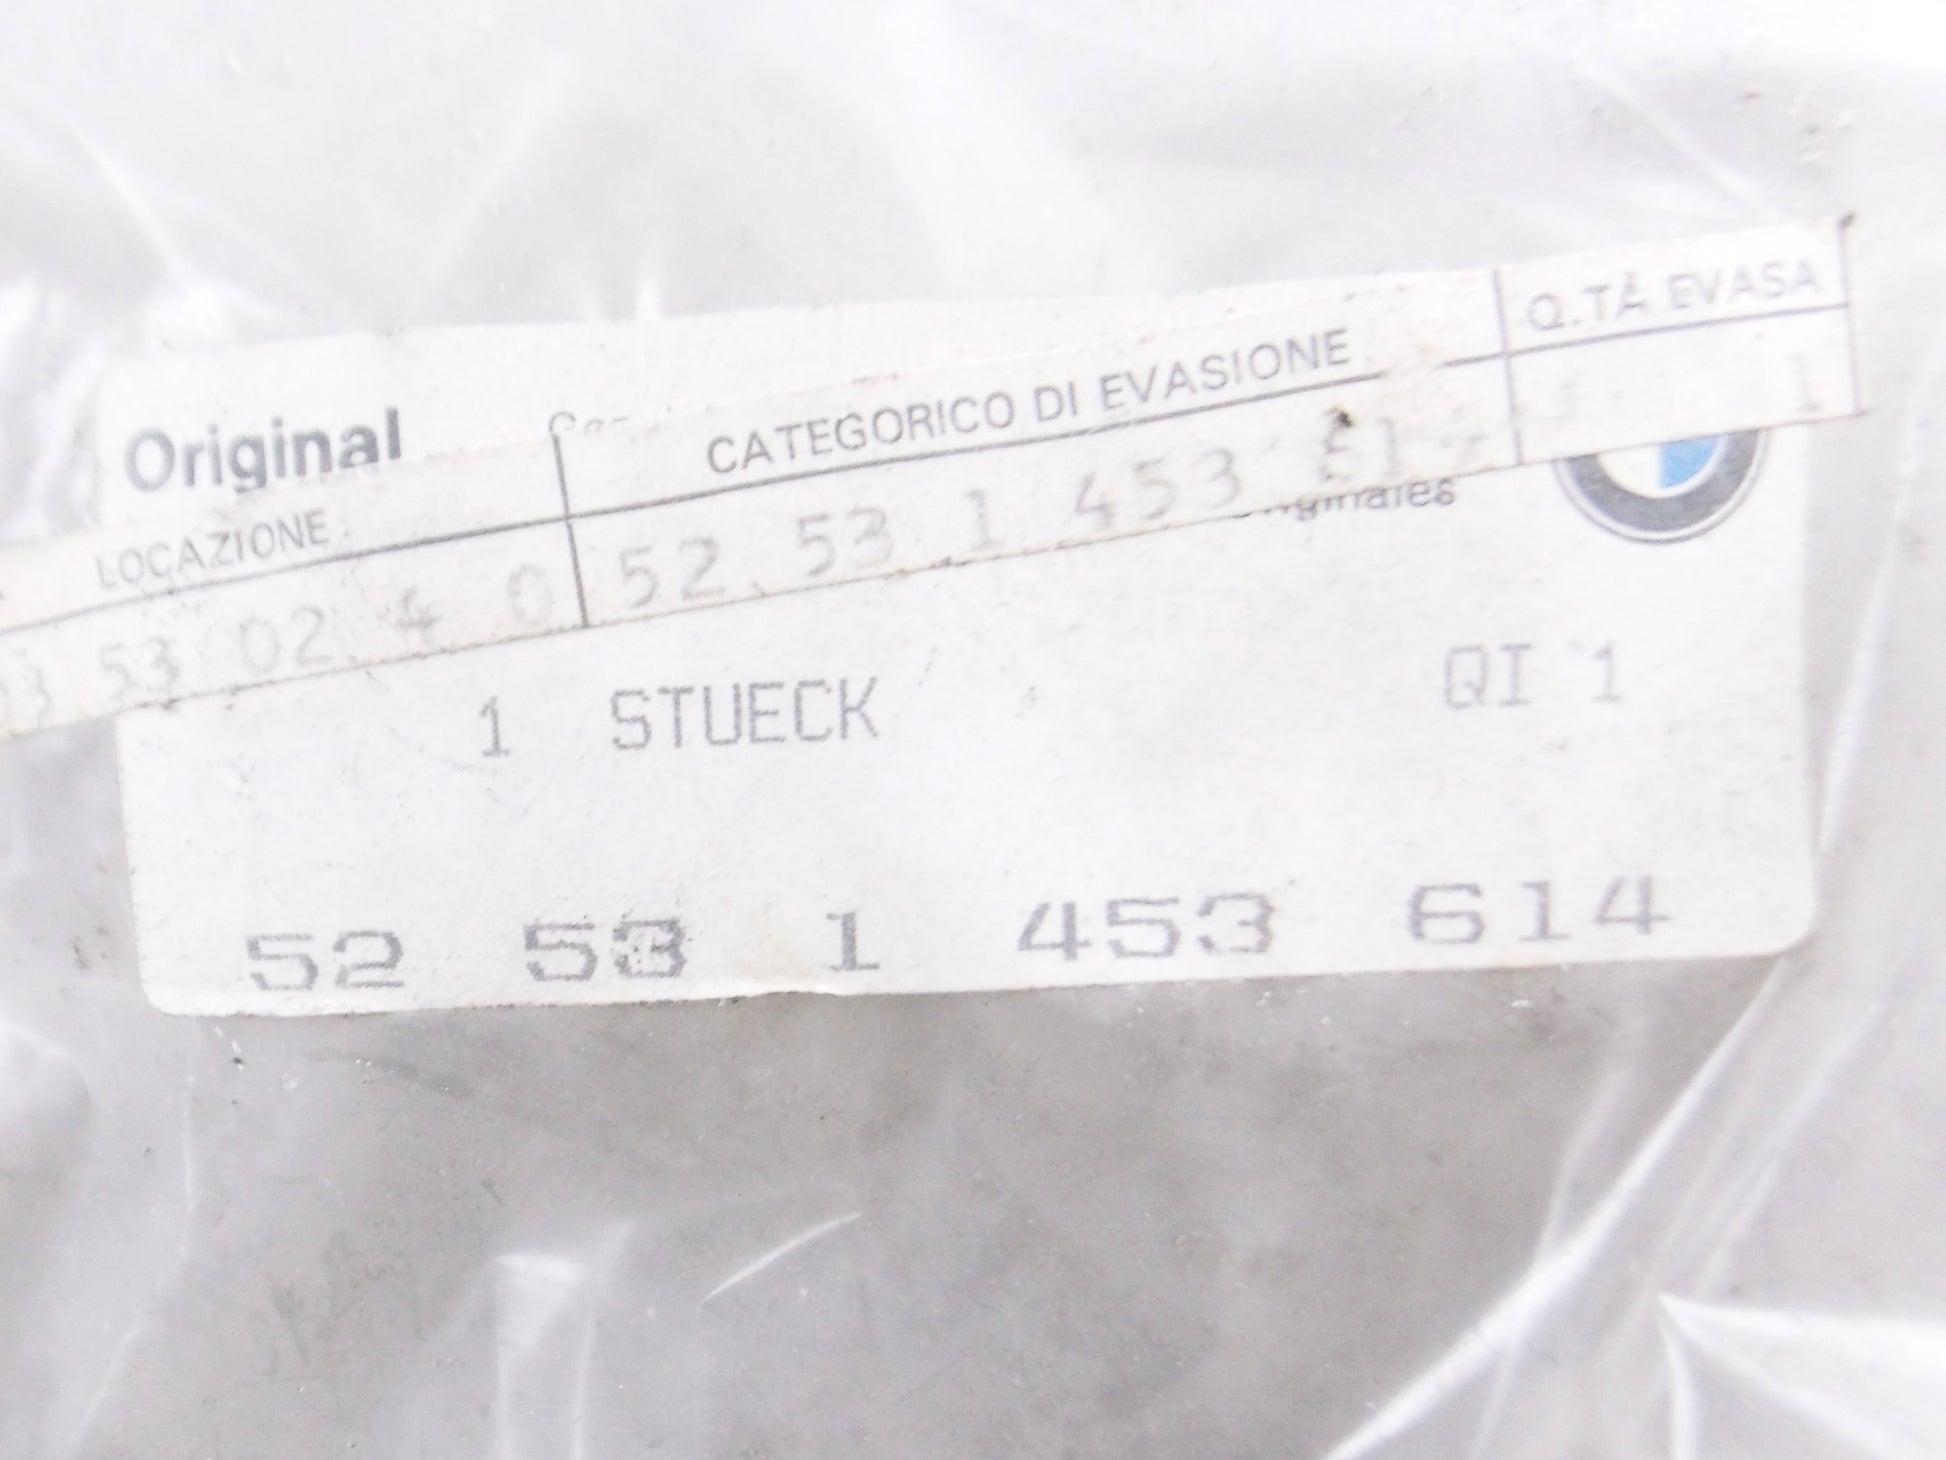 Original
LOCAZIONE CATEGORICO DI EVASIONE Q.TÀ EVASA
53 02 4 0 52 53 1 453 1
1 STUECK QI 1
52 53 1 453 614